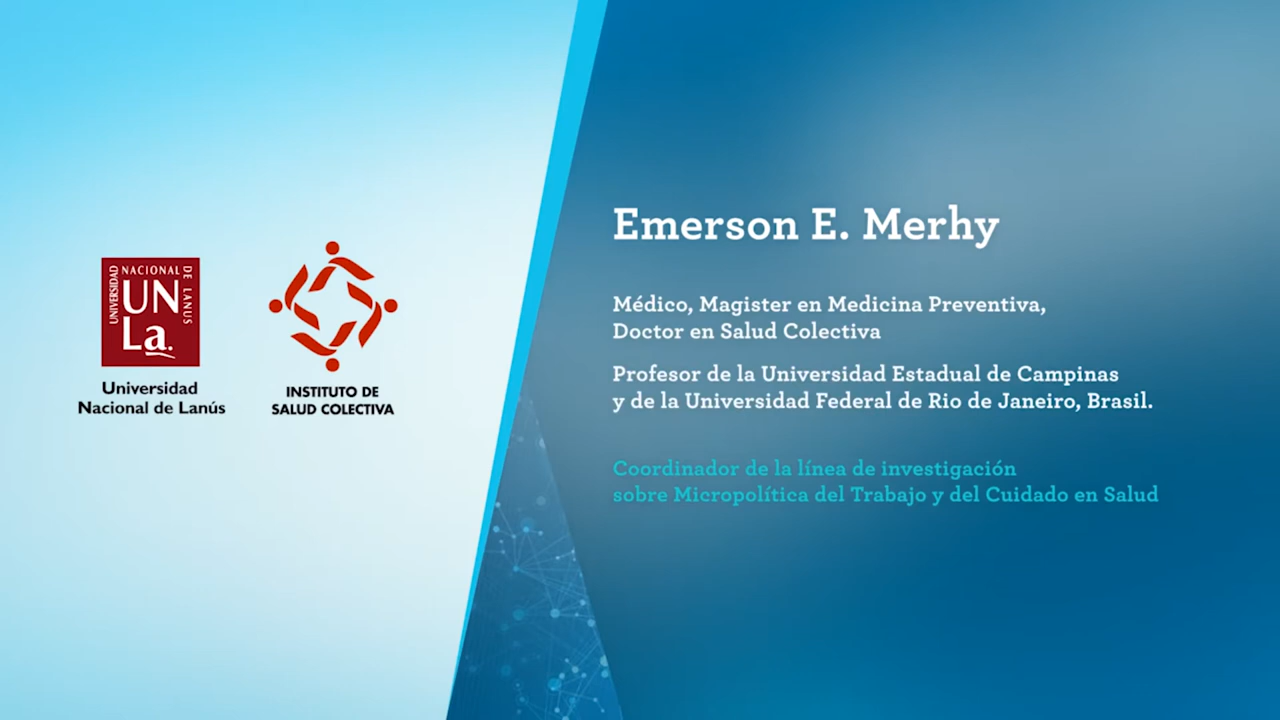 UNIVERSIDAD NACIONAL DE LANUS
UN
La.
Universidad
Nacional de Lanús
INSTITUTO DE
SALUD COLECTIVA
Emerson E. Merhy
Médico, Magister en Medicina Preventiva,
Doctor en Salud Colectiva
Profesor de la Universidad Estadual de Campinas
y de la Universidad Federal de Rio de Janeiro, Brasil.
Coordinador de la línea de investigación
sobre Micropolítica del Trabajo y del Cuidado en Salud